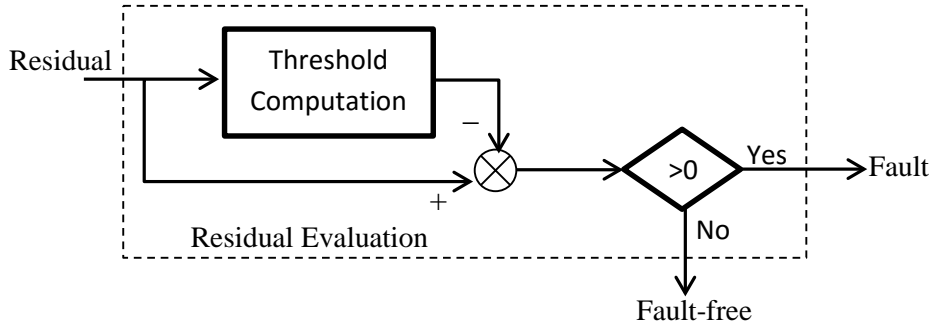 Residual
Threshold
Computation
−
+
>0
Yes
Fault
No
Residual Evaluation
Fault-free